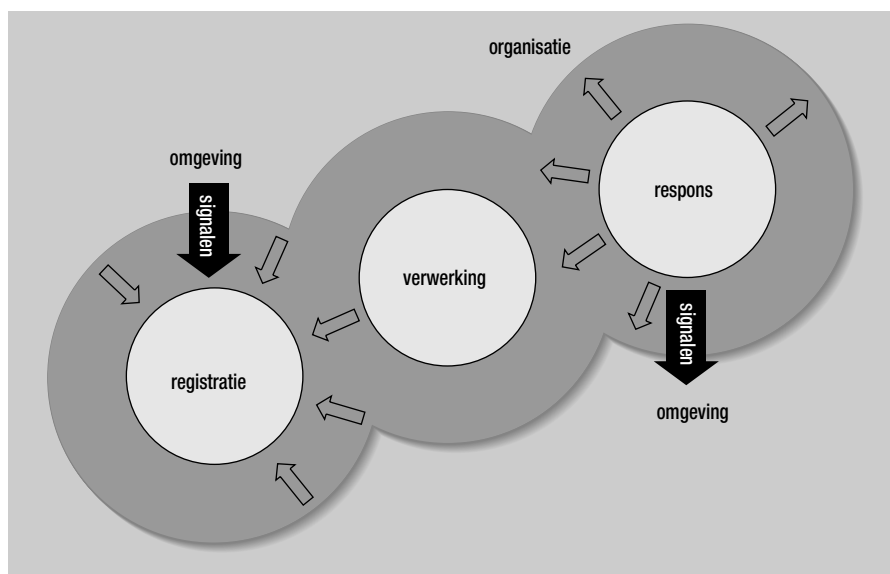 organisatie
omgeving
signalen
respons
verwerking
registratie
signalen
omgeving